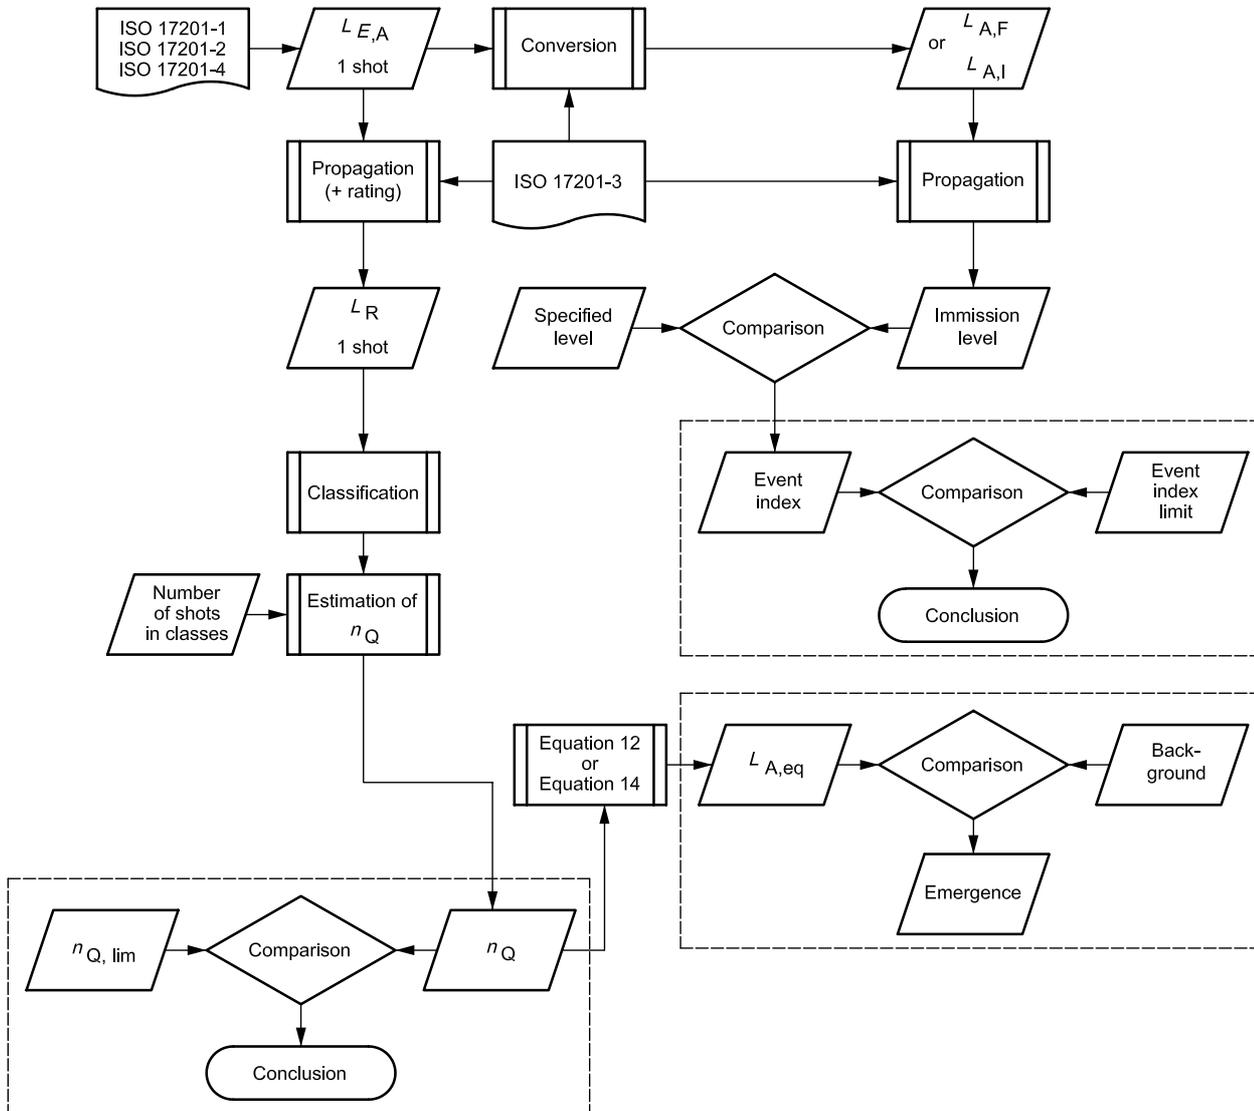 ISO 17201-1
ISO 17201-2
ISO 17201-4
L E,A
1 shot
Conversion
L A,F
or
L A,I
Propagation
(+ rating)
ISO 17201-3
Propagation
L R
1 shot
Specified
level
Comparison
Immission
level
Classification
Event
index
Comparison
Event
index
limit
Number
of shots
in classes
Estimation of
n Q
Conclusion
Equation 12
or
Equation 14
L A,eq
Comparison
Back-
ground
Emergence
n Q, lim
Comparison
n Q
Conclusion